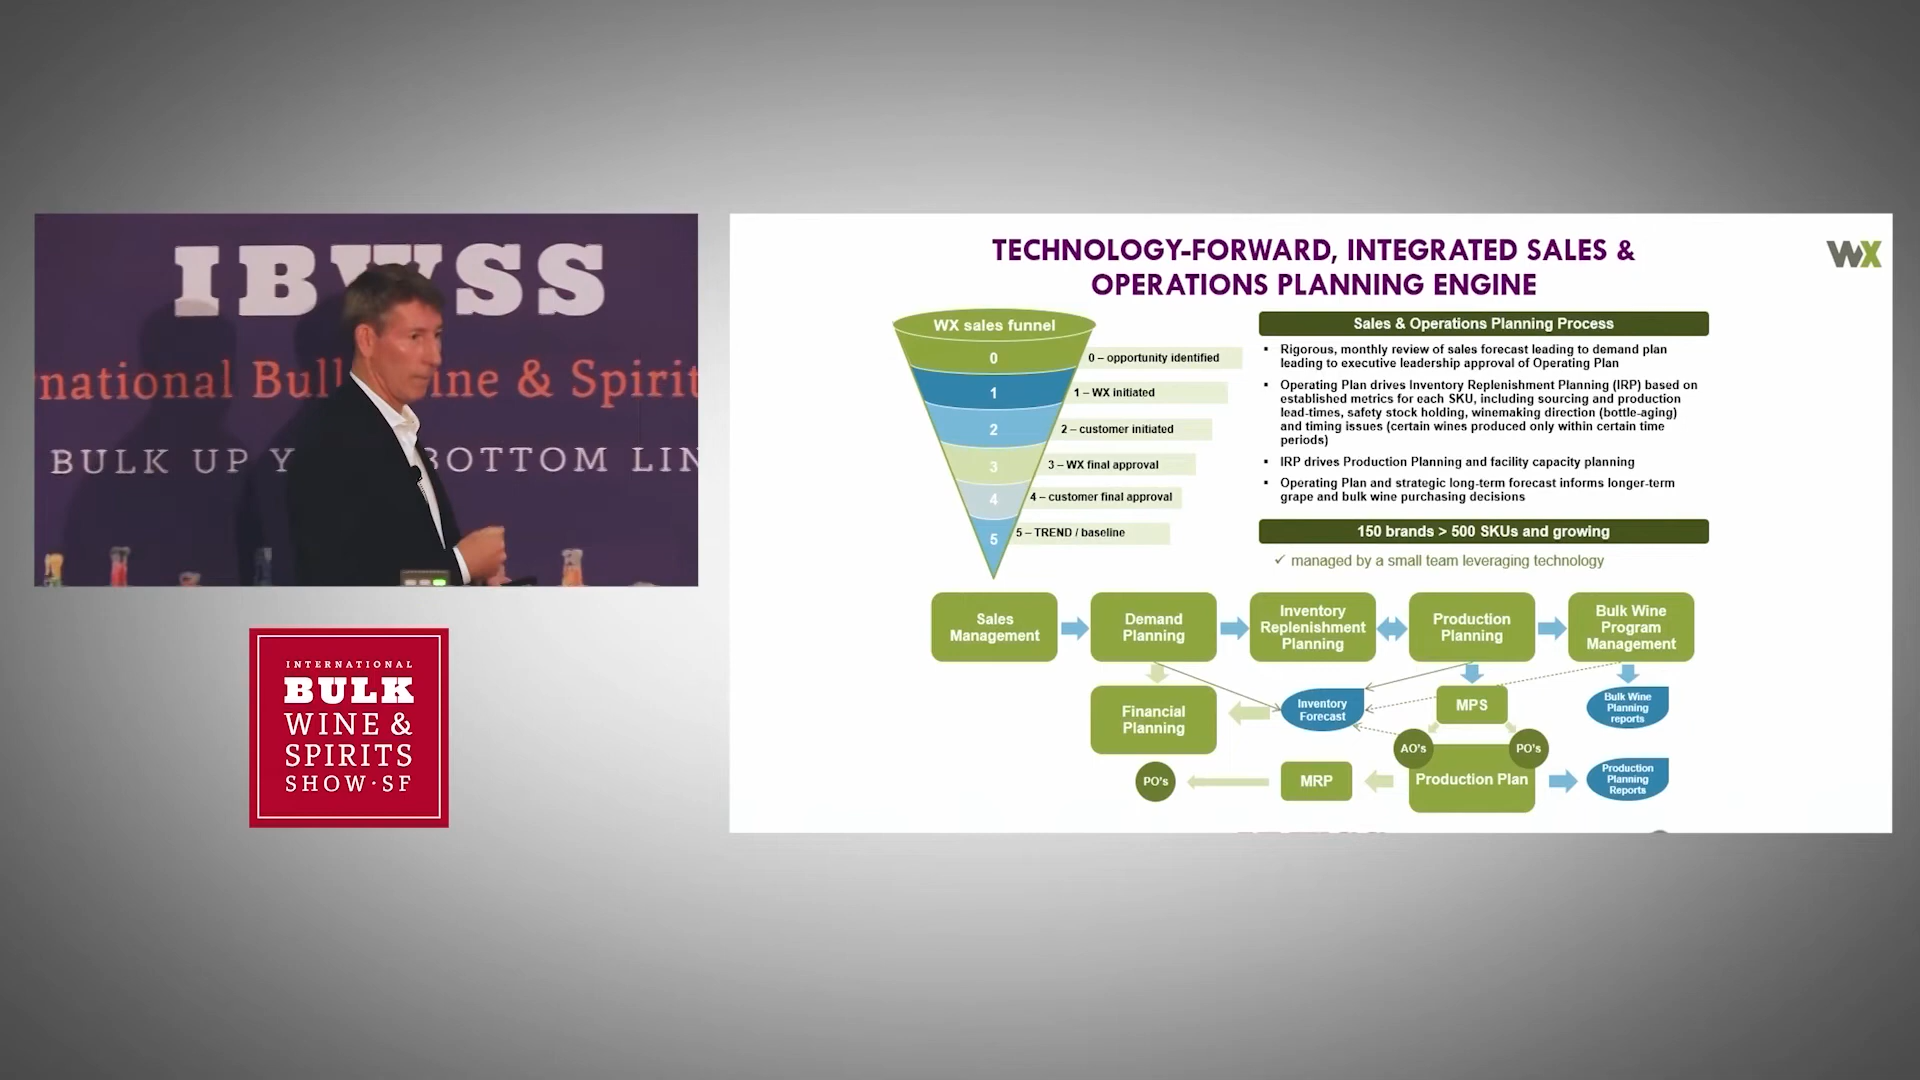 IBWSS
national Bulk Wine & Spirit
BULK UP Y BOTTOM LIN
INTERNATIONAL
BULK
WINE &
SPIRITS
SHOW·SF
TECHNOLOGY-FORWARD, INTEGRATED SALES &
OPERATIONS PLANNING ENGINE
WX
WX sales funnel
0
1
2
3
4
5
0 – opportunity identified
1 – WX initiated
2 – customer initiated
3 – WX final approval
4 – customer final approval
5 – TREND / baseline
Sales & Operations Planning Process
▪ Rigorous, monthly review of sales forecast leading to demand plan
leading to executive leadership approval of Operating Plan
▪ Operating Plan drives Inventory Replenishment Planning (IRP) based on
established metrics for each SKU, including sourcing and production
lead-times, safety stock holding, winemaking direction (bottle-aging)
and timing issues (certain wines produced only within certain time
periods)
▪ IRP drives Production Planning and facility capacity planning
▪ Operating Plan and strategic long-term forecast informs longer-term
grape and bulk wine purchasing decisions
150 brands > 500 SKUs and growing
✓ managed by a small team leveraging technology
Sales
Management
Demand
Planning
Inventory
Replenishment
Planning
Production
Planning
Bulk Wine
Program
Management
Financial
Planning
Inventory
Forecast
MPS
Bulk Wine
Planning
reports
AO's
PO's
PO's
MRP
Production Plan
Production
Planning
Reports